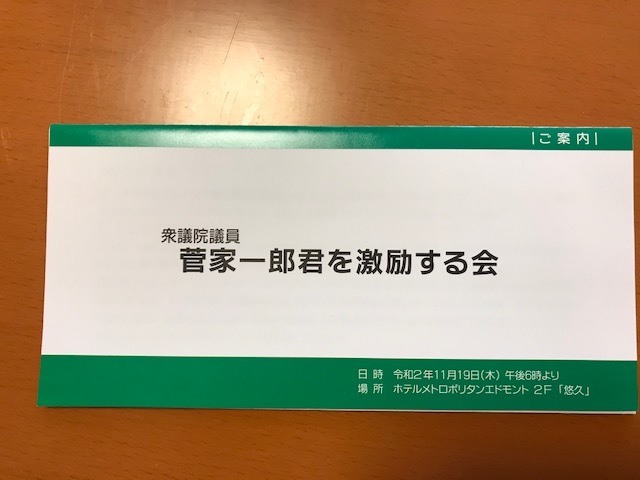 |ご案内|
衆議院議員
菅家一郎君を激励する会
日 時 令和2年11月19日(木) 午後6時より
場 所 ホテルメトロポリタンエドモント 2F 「悠久」